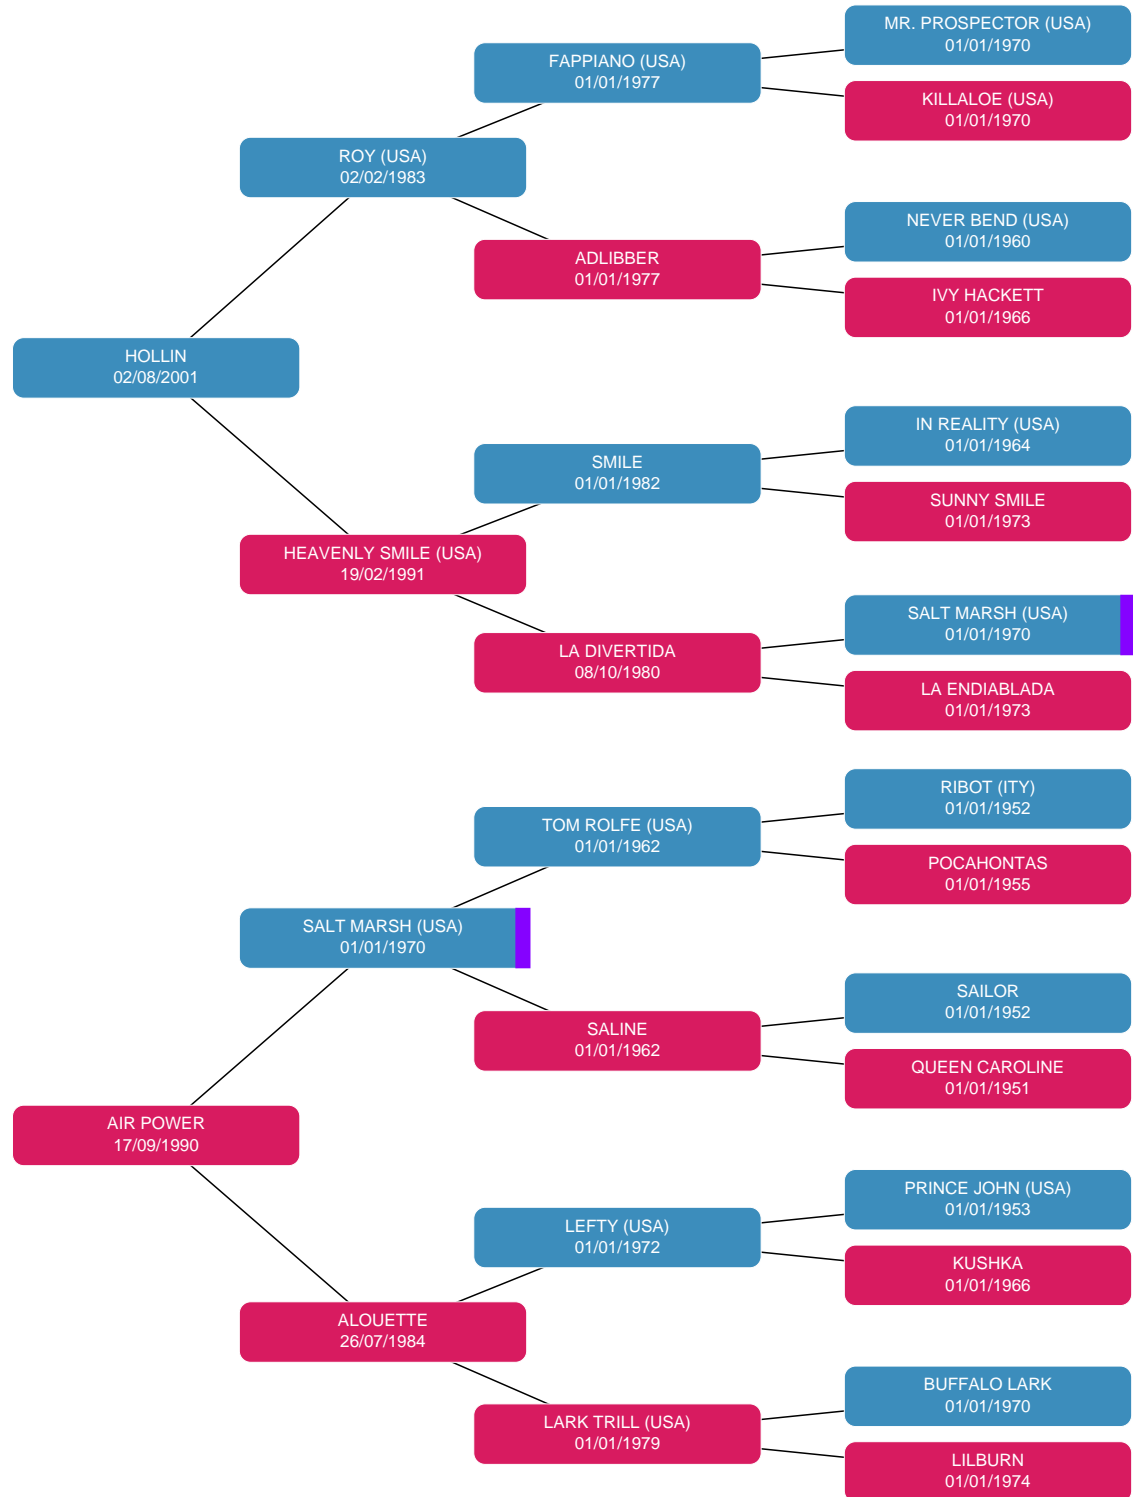 MR. PROSPECTOR (USA)
01/01/1970
FAPPIANO (USA)
01/01/1977
KILLALOE (USA)
01/01/1970
ROY (USA)
02/02/1983
NEVER BEND (USA)
01/01/1960
ADLIBBER
01/01/1977
IVY HACKETT
01/01/1966
HOLLIN
02/08/2001
IN REALITY (USA)
01/01/1964
SMILE
01/01/1982
SUNNY SMILE
01/01/1973
HEAVENLY SMILE (USA)
19/02/1991
SALT MARSH (USA)
01/01/1970
LA DIVERTIDA
08/10/1980
LA ENDIABLADA
01/01/1973
RIBOT (ITY)
01/01/1952
TOM ROLFE (USA)
01/01/1962
POCAHONTAS
01/01/1955
SALT MARSH (USA)
01/01/1970
SAILOR
01/01/1952
SALINE
01/01/1962
QUEEN CAROLINE
01/01/1951
AIR POWER
17/09/1990
PRINCE JOHN (USA)
01/01/1953
LEFTY (USA)
01/01/1972
KUSHKA
01/01/1966
ALOUETTE
26/07/1984
BUFFALO LARK
01/01/1970
LARK TRILL (USA)
01/01/1979
LILBURN
01/01/1974